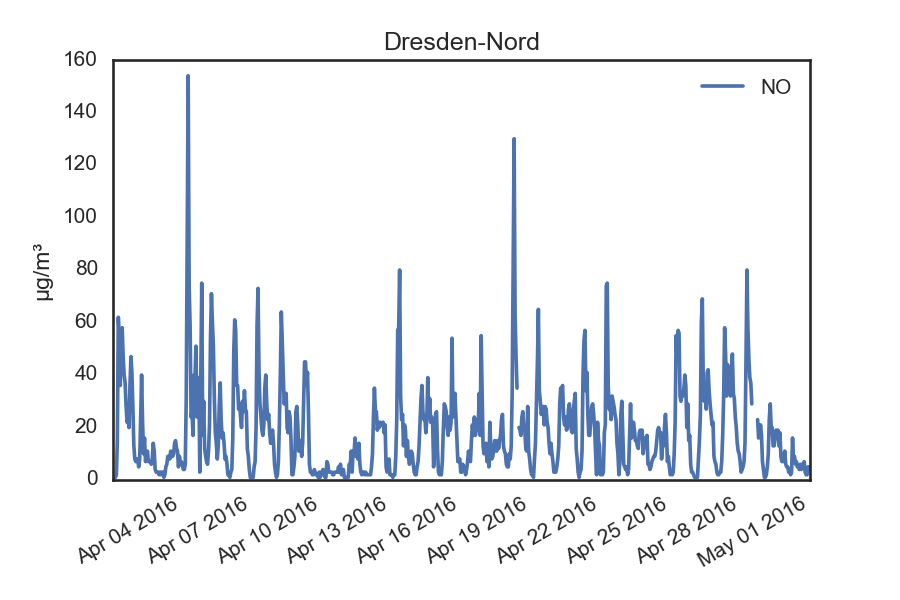 Dresden-Nord
NO
µg/m³
160
140
120
100
80
60
40
20
0
Apr 04 2016
Apr 07 2016
Apr 10 2016
Apr 13 2016
Apr 16 2016
Apr 19 2016
Apr 22 2016
Apr 25 2016
Apr 28 2016
May 01 2016